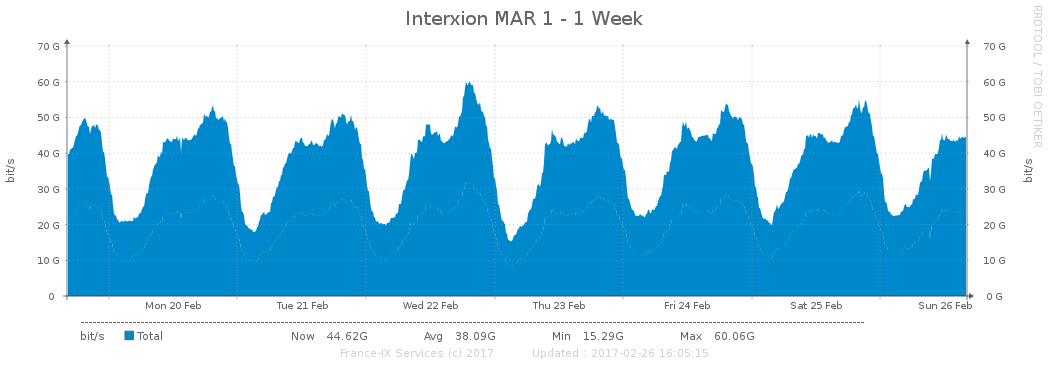 Interxion MAR 1 - 1 Week
RRDTOOL / TOBI OETIKER
bit/s
70 G
60 G
50 G
40 G
30 G
20 G
10 G
0
70 G
60 G
50 G
40 G
30 G
20 G
10 G
0 G
bit/s
Mon 20 Feb Tue 21 Feb Wed 22 Feb Thu 23 Feb Fri 24 Feb Sat 25 Feb Sun 26 Feb
bit/s Total Now 44.62G Avg 38.09G Min 15.29G Max 60.06G
France-IX Services (c) 2017 Updated : 2017-02-26 16:05:15